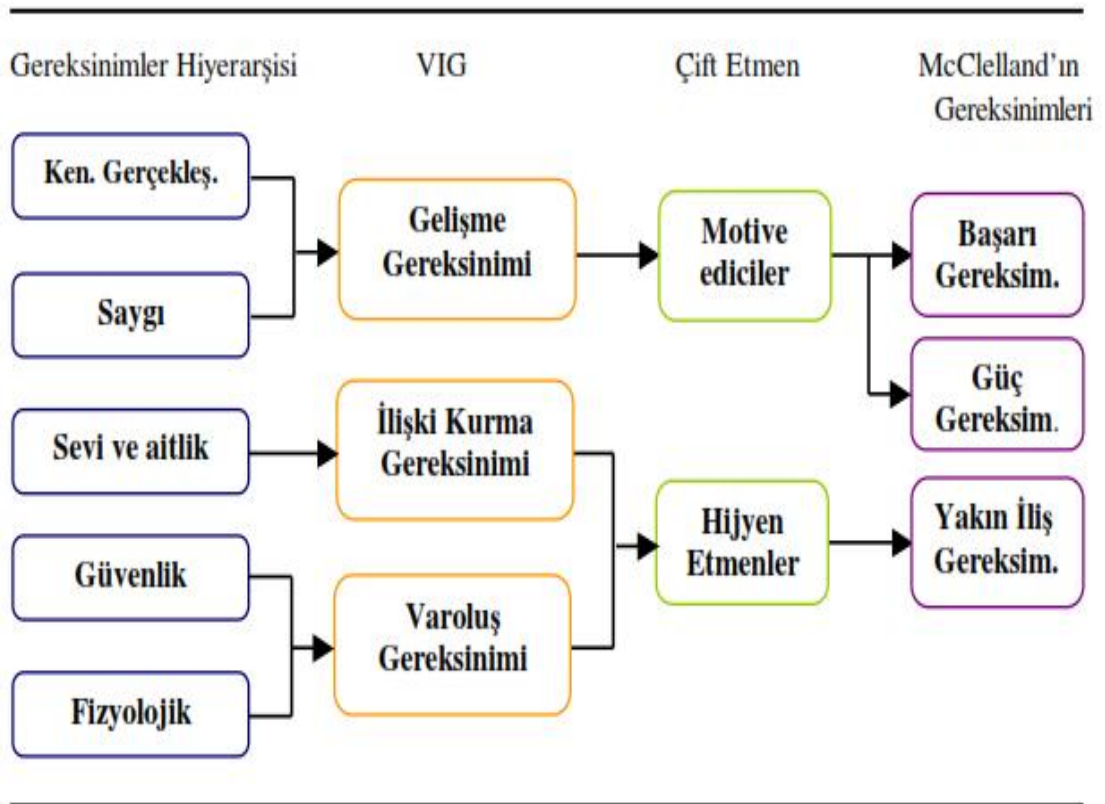 Gereksinimler Hiyerarşisi
VIG
Çift Etmen
McClelland'ın
Gereksinimleri
Ken. Gerçekleş.
Saygı
Sevi ve aitlik
Güvenlik
Fizyolojik
Gelişme
Gereksinimi
İlişki Kurma
Gereksinimi
Varoluş
Gereksinimi
Motive
ediciler
Hijyen
Etmenler
Başarı
Gereksim.
Güç
Gereksim.
Yakın İliş
Gereksim.